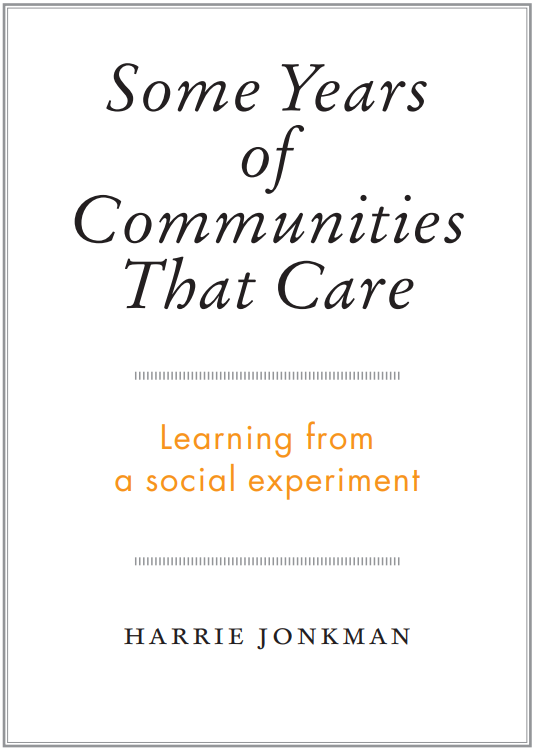 Some Years
of
Communities
That Care
Learning from
a social experiment
HARRIE JONKMAN